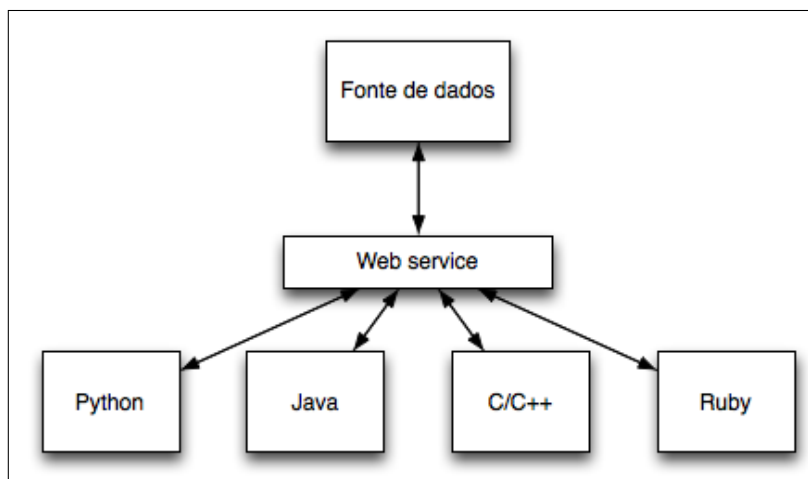 Fonte de dados
Web service
Python
Java
C/C++
Ruby